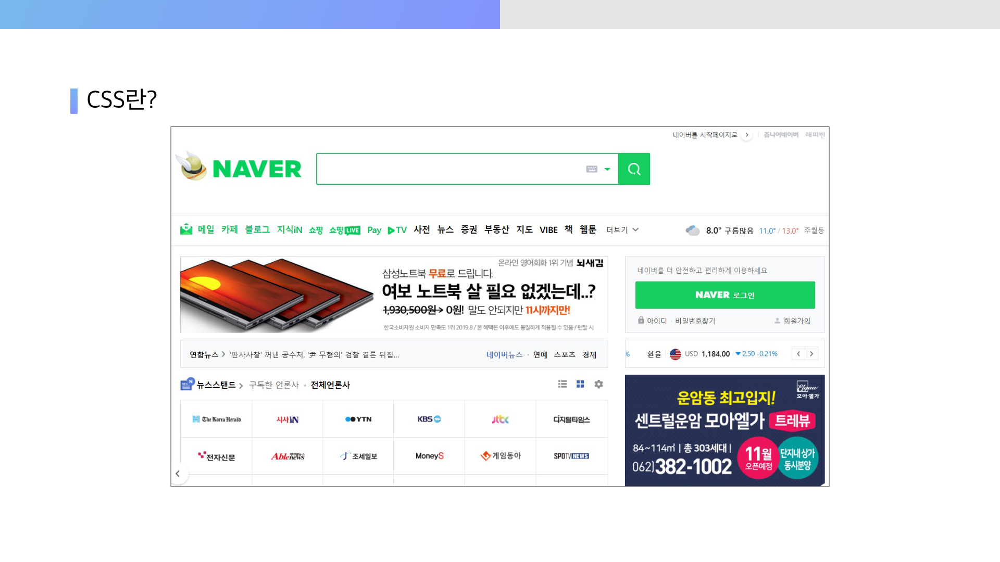 CSS란?
네이버를 시작페이지로 쥬니어네이버 해피빈
NAVER
메일 카페 블로그 지식iN 쇼핑 쇼핑LIVE Pay TV 사전 뉴스 증권 부동산 지도 VIBE 책 웹툰 더보기 8.0° 구름많음 11.0° / 13.0° 주월동
온라인 영어회화 1위 기념 뇌새김
삼성노트북 무료로 드립니다.
여보 노트북 살 필요 없겠는데..?
1,930,500원→ 0원! 말도 안되지만 11시까지만!
한국소비자원 소비자 만족도 1위 2019.8 / 본 혜택은 이후에도 동일하게 적용될 수 있음 / 렌탈 시
네이버를 더 안전하고 편리하게 이용하세요
NAVER 로그인
아이디 · 비밀번호찾기 회원가입
연합뉴스 > '판사사찰' 꺼낸 공수처, '尹 무혐의' 검찰 결론 뒤집... 네이버뉴스 · 연예 스포츠 경제
% 환율 USD 1,184.00 ▼2.50 -0.21%
뉴스스탠드 > 구독한 언론사 · 전체언론사
The Korea Herald 시사iN YTN KBS jtbc 디지털타임스
전자신문 Ablenews 에이블뉴스 조세일보 MoneyS 게임동아 SPOTV NEWS
Elgaa
모아엘가
운암동 최고입지!
센트럴운암 모아엘가 트레뷰
84~114㎡ | 총 303세대 |
062)382-1002
11월
오픈예정
단지내 상가
동시분양